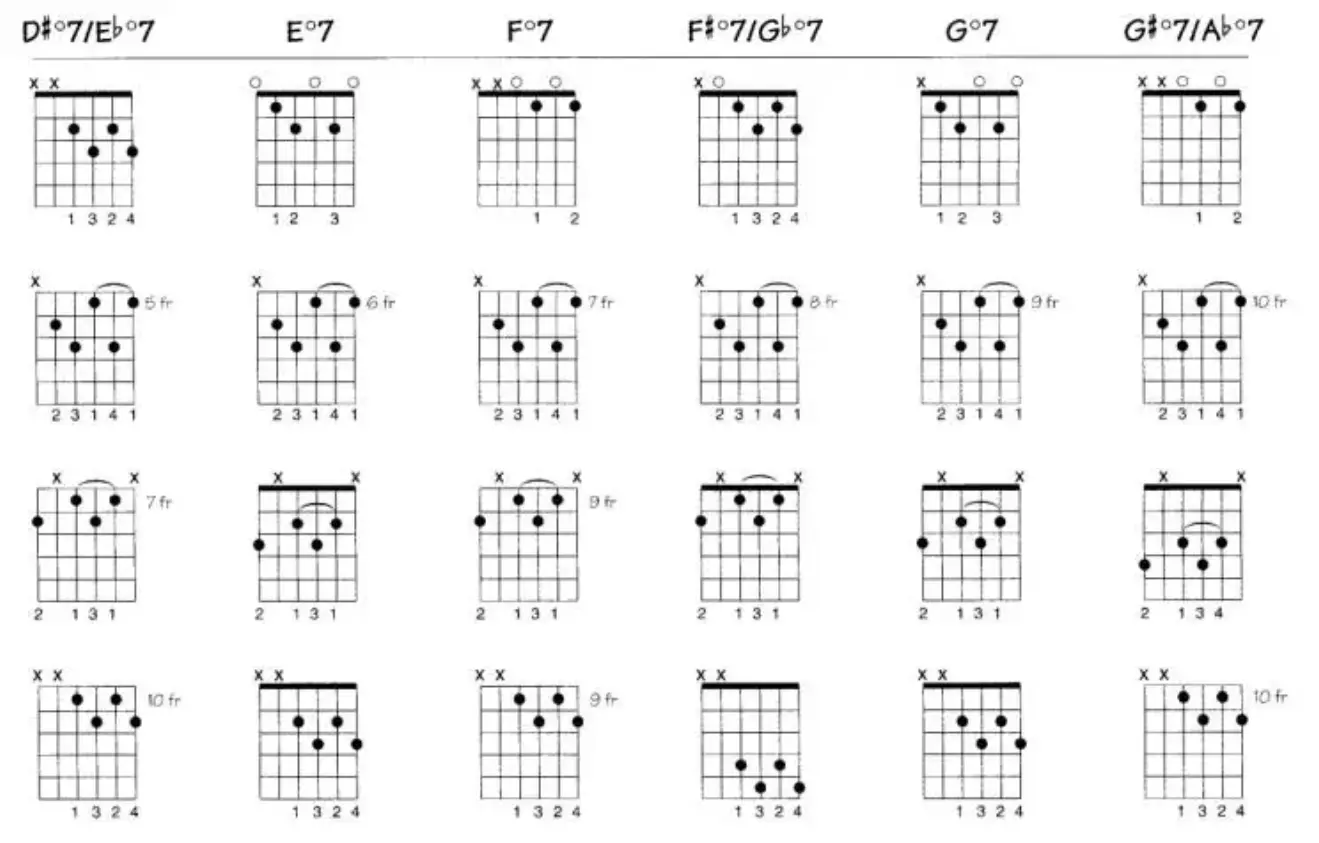 D♯°7/E♭°7 E°7 F°7 F♯°7/G♭°7 G°7 G♯°7/A♭°7
x x ○ ○ ○ x x ○ ○ x ○ x ○ ○ x x ○ ○
1 3 2 4 1 2 3 1 2 1 3 2 4 1 2 3 1 2
x x x x x x
5 fr 6 fr 7 fr 8 fr 9 fr 10 fr
2 3 1 4 1 2 3 1 4 1 2 3 1 4 1 2 3 1 4 1 2 3 1 4 1 2 3 1 4 1
x x x x x x x x x x x x
7 fr 9 fr
2 1 3 1 2 1 3 1 2 1 3 1 2 1 3 1 2 1 3 1 2 1 3 4
x x x x x x x x x x x x
10 fr 9 fr 10 fr
1 3 2 4 1 3 2 4 1 3 2 4 1 3 2 4 1 3 2 4 1 3 2 4